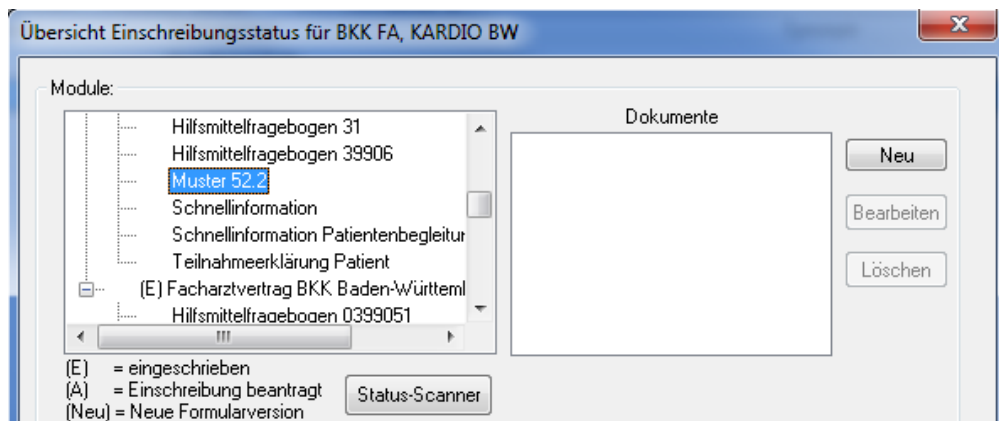 Übersicht Einschreibungsstatus für BKK FA, KARDIO BW
Module:
Dokumente
Hilfsmittelfragebogen 31
Hilfsmittelfragebogen 39906
Muster 52.2
Schnellinformation
Schnellinformation Patientenbegleitur
Teilnahmeerklärung Patient
(E) Facharztvertrag BKK Baden-Württeml
Hilfsmittelfragebogen 0399051
Neu
Bearbeiten
Löschen
(E) = eingeschrieben
(A) = Einschreibung beantragt
(Neu) = Neue Formularversion
Status-Scanner